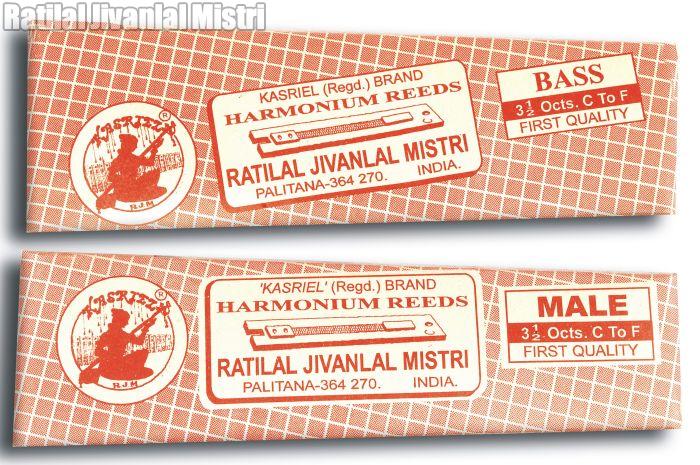 Ratilal Jivanlal Mistri
KASRIEL ®
R.J.M
KASRIEL (Regd.) BRAND
HARMONIUM REEDS
RATILAL JIVANLAL MISTRI
PALITANA-364 270. INDIA.
BASS
3½ Octs. C To F
FIRST QUALITY
KASRIEL ®
R.J.M
'KASRIEL' (Regd.) BRAND
HARMONIUM REEDS
RATILAL JIVANLAL MISTRI
PALITANA-364 270. INDIA.
MALE
3½ Octs. C To F
FIRST QUALITY